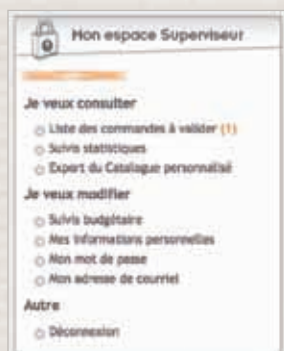 Mon espace Superviseur
Je veux consulter
Liste des commandes à valider (1)
Suivis statistiques
Export du Catalogue personnalisé
Je veux modifier
Suivis budgétaire
Mes informations personnelles
Mon mot de passe
Mon adresse de courriel
Autre
Déconnexion